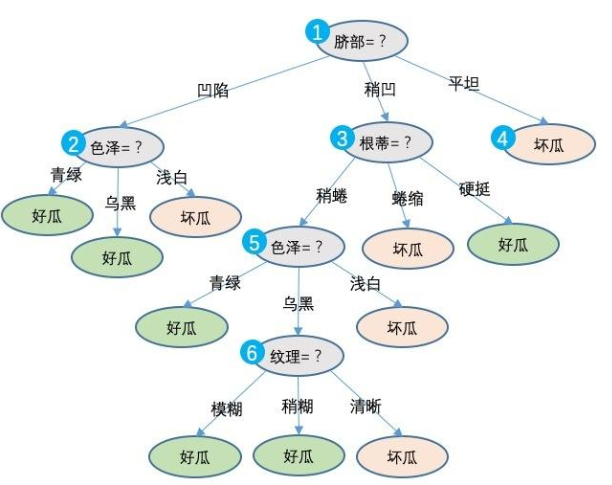 1
脐部=？
凹陷
稍凹
平坦
2
色泽=？
3
根蒂=？
4
坏瓜
青绿
乌黑
浅白
稍蜷
蜷缩
硬挺
好瓜
好瓜
坏瓜
5
色泽=？
坏瓜
好瓜
青绿
乌黑
浅白
好瓜
6
纹理=？
坏瓜
模糊
稍糊
清晰
好瓜
好瓜
坏瓜